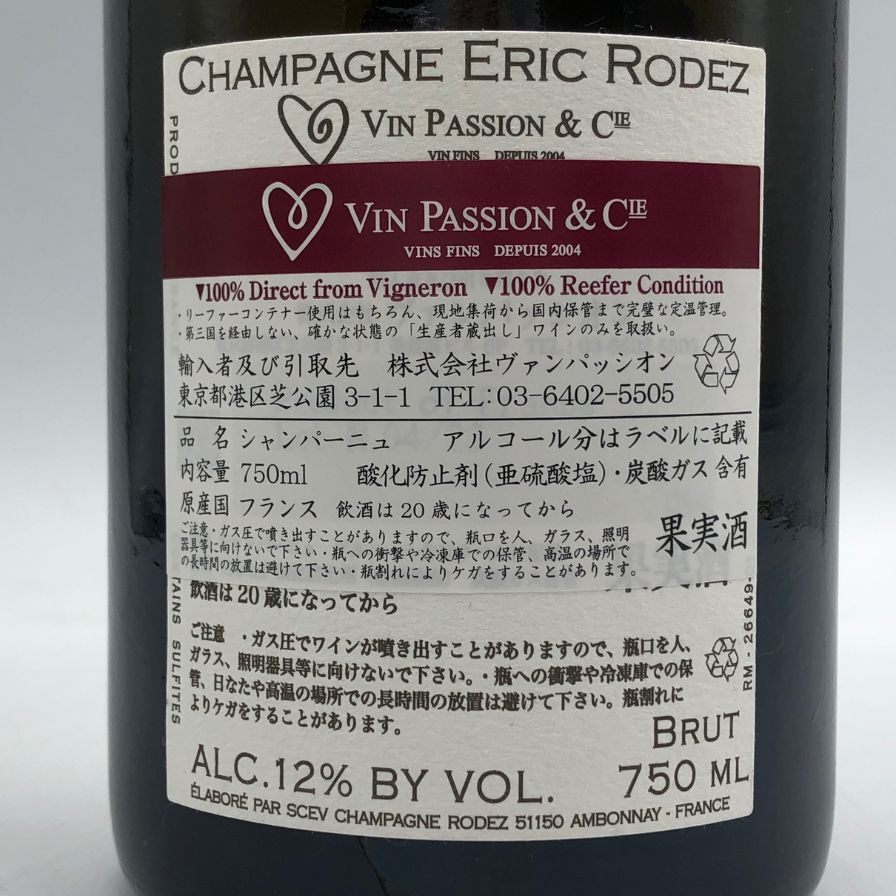 CHAMPAGNE ERIC RODEZ
VIN PASSION & CIE
VIN FINS DEPUIS 2004
VIN PASSION & CIE
VINS FINS DEPUIS 2004
▼100% Direct from Vigneron ▼100% Reefer Condition
・リーファーコンテナー使用はもちろん、現地集荷から国内保管まで完璧な定温管理。
・第三国を経由しない、確かな状態の「生産者蔵出し」ワインのみを取扱い。
輸入者及び引取先 株式会社ヴァンパッシオン
東京都港区芝公園 3-1-1 TEL:03-6402-5505
品 名 シャンパーニュ アルコール分はラベルに記載
内容量 750ml 酸化防止剤(亜硫酸塩)・炭酸ガス 含有
原産国 フランス 飲酒は20歳になってから
果実酒
ご注意・ガス圧で噴き出すことがありますので、瓶口を人、ガラス、照明
器具等に向けないで下さい・瓶への衝撃や冷凍庫での保管、高温の場所で
の長時間の放置は避けて下さい・瓶割れによりケガをすることがあります。
飲酒は20歳になってから
ご注意 ・ガス圧でワインが噴き出すことがありますので、瓶口を人、
ガラス、照明器具等に向けないで下さい。・瓶への衝撃や冷凍庫での保
管、日なたや高温の場所での長時間の放置は避けて下さい。瓶割れに
よりケガをすることがあります。
BRUT
ALC.12% BY VOL. 750 ML
ÉLABORÉ PAR SCEV CHAMPAGNE RODEZ 51150 AMBONNAY - FRANCE
PROD
TAINS SULFITES
RM - 26649-